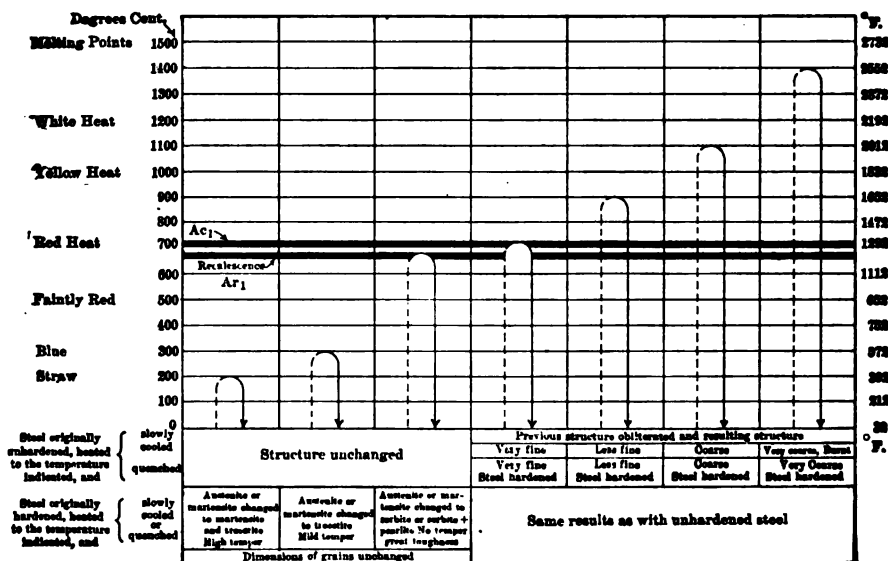 Degrees Cent.
° F.
Melting Points 1500 2732
1400 2552
1300 2372
White Heat 1200 2192
1100 2012
Yellow Heat 1000
900 1652
800 1472
Ac1
Red Heat 700 1292
Recalescence
600 1112
Ar1
Faintly Red 500
400
Blue 300 572
Straw 200
100 212
0
° F.
Steel originally unhardened, heated to the temperature indicated, and
slowly cooled
quenched
Structure unchanged
Previous structure obliterated and resulting structure
Very fine Less fine Coarse Very coarse, Burnt
Very fine Steel hardened
Less fine Steel hardened
Coarse Steel hardened
Very Coarse Steel hardened
Steel originally hardened, heated to the temperature indicated, and
slowly cooled or quenched
Austenite or martensite changed to martensite and troostite High temper
Austenite or martensite changed to troostite Mild temper
Austenite or martensite changed to sorbite or sorbite + pearlite No temper great toughness
Same results as with unhardened steel
Dimensions of grains unchanged